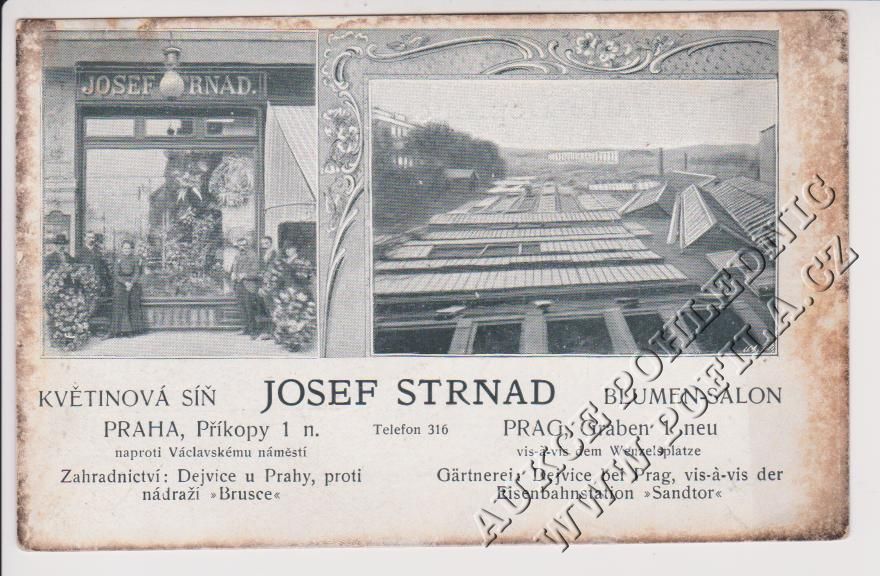 JOSEF STRNAD.
KVĚTINOVÁ SÍŇ JOSEF STRNAD BLUMEN-SALON
PRAHA, Příkopy 1 n. Telefon 316 PRAG, Graben 1 neu
naproti Václavskému náměstí vis-à-vis dem Wenzelsplatze
Zahradnictví: Dejvice u Prahy, proti nádraží »Brusce«
Gärtnerei: Dejvice bei Prag, vis-à-vis der Eisenbahnstation »Sandtor«
AUKCE POHLEDNIC
WWW.POETILA.CZ